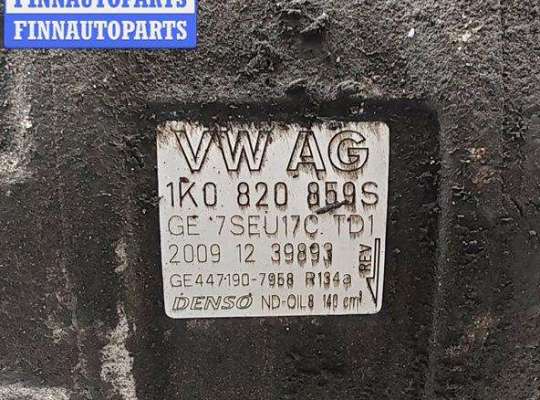 FINNAUTOPARTS
FINNAUTOPARTS
VW AG
1K0 820 859S
GE 7SEU17C TD1
2009 12 39893
GE447190-7958 R134a
REV
DENSO ND-OIL8 140 cm³